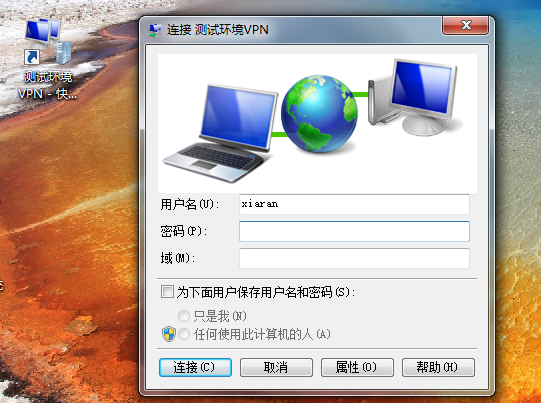 测试环境
VPN - 快...
连接 测试环境VPN
用户名(U):
xiaran
密码(P):
域(M):
为下面用户保存用户名和密码(S):
只是我(N)
任何使用此计算机的人(A)
连接(C)
取消
属性(O)
帮助(H)